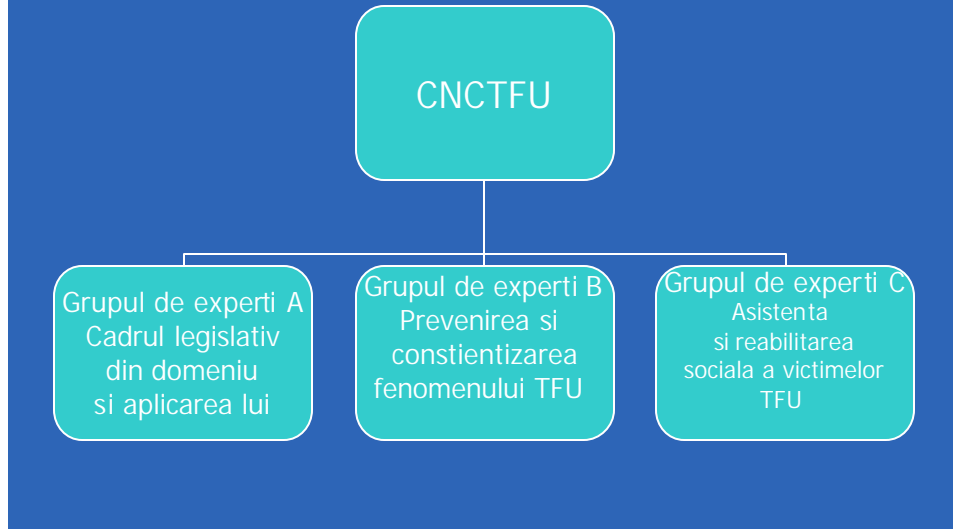 CNCTFU
Grupul de experti A
Cadrul legislativ
din domeniu
si aplicarea lui
Grupul de experti B
Prevenirea si
constientizarea
fenomenului TFU
Grupul de experti C
Asistenta
si reabilitarea
sociala a victimelor
TFU